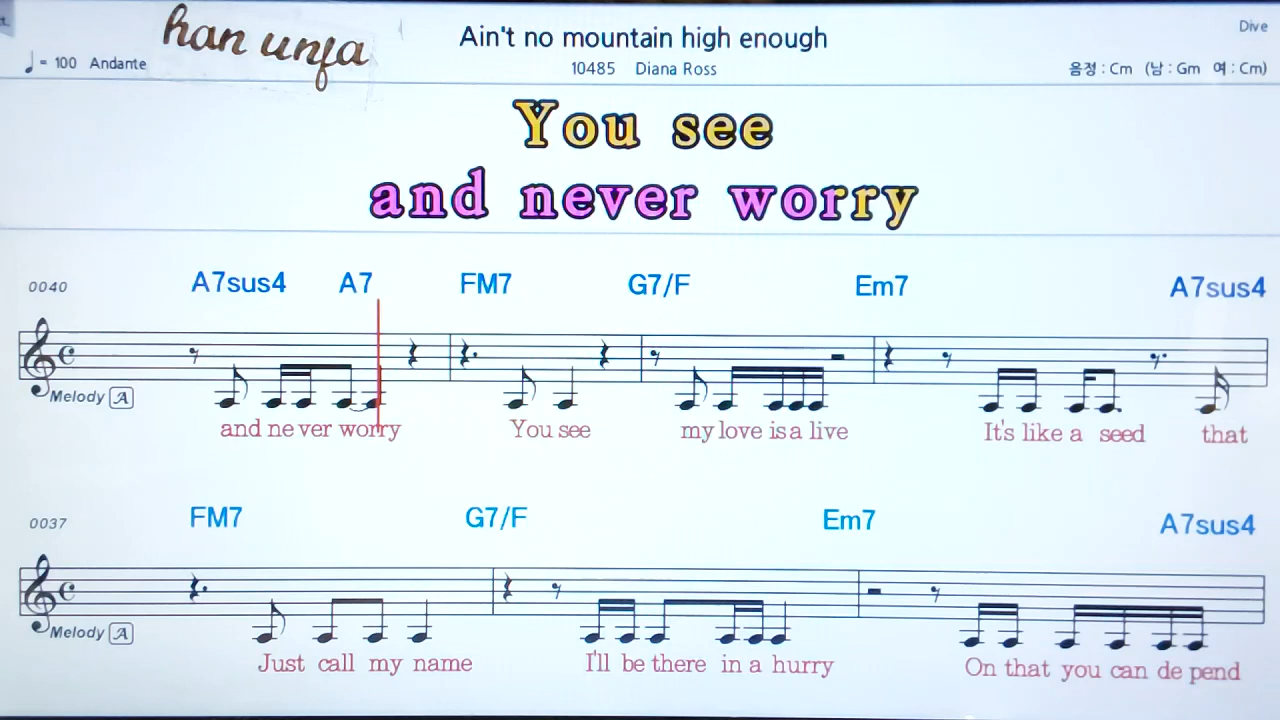 han unfa
Ain't no mountain high enough
Dive
♩ = 100 Andante
10485 Diana Ross
음정 : Cm (남 : Gm 여 : Cm)
You see
and never worry
0040 A7sus4 A7 FM7 G7/F Em7 A7sus4
Melody A
and never worry You see my love is a live It's like a seed that
0037 FM7 G7/F Em7 A7sus4
Melody A
Just call my name I'll be there in a hurry On that you can de pend